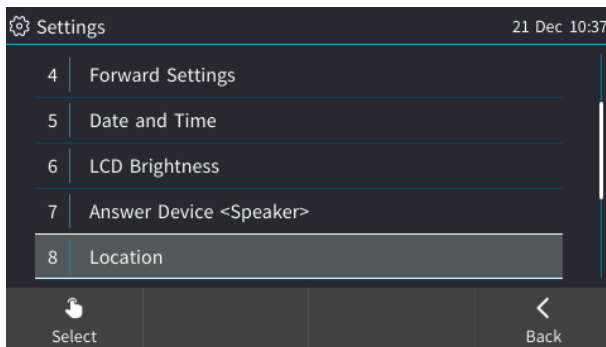 Settings 21 Dec 10:37
4 Forward Settings
5 Date and Time
6 LCD Brightness
7 Answer Device <Speaker>
8 Location
Select Back